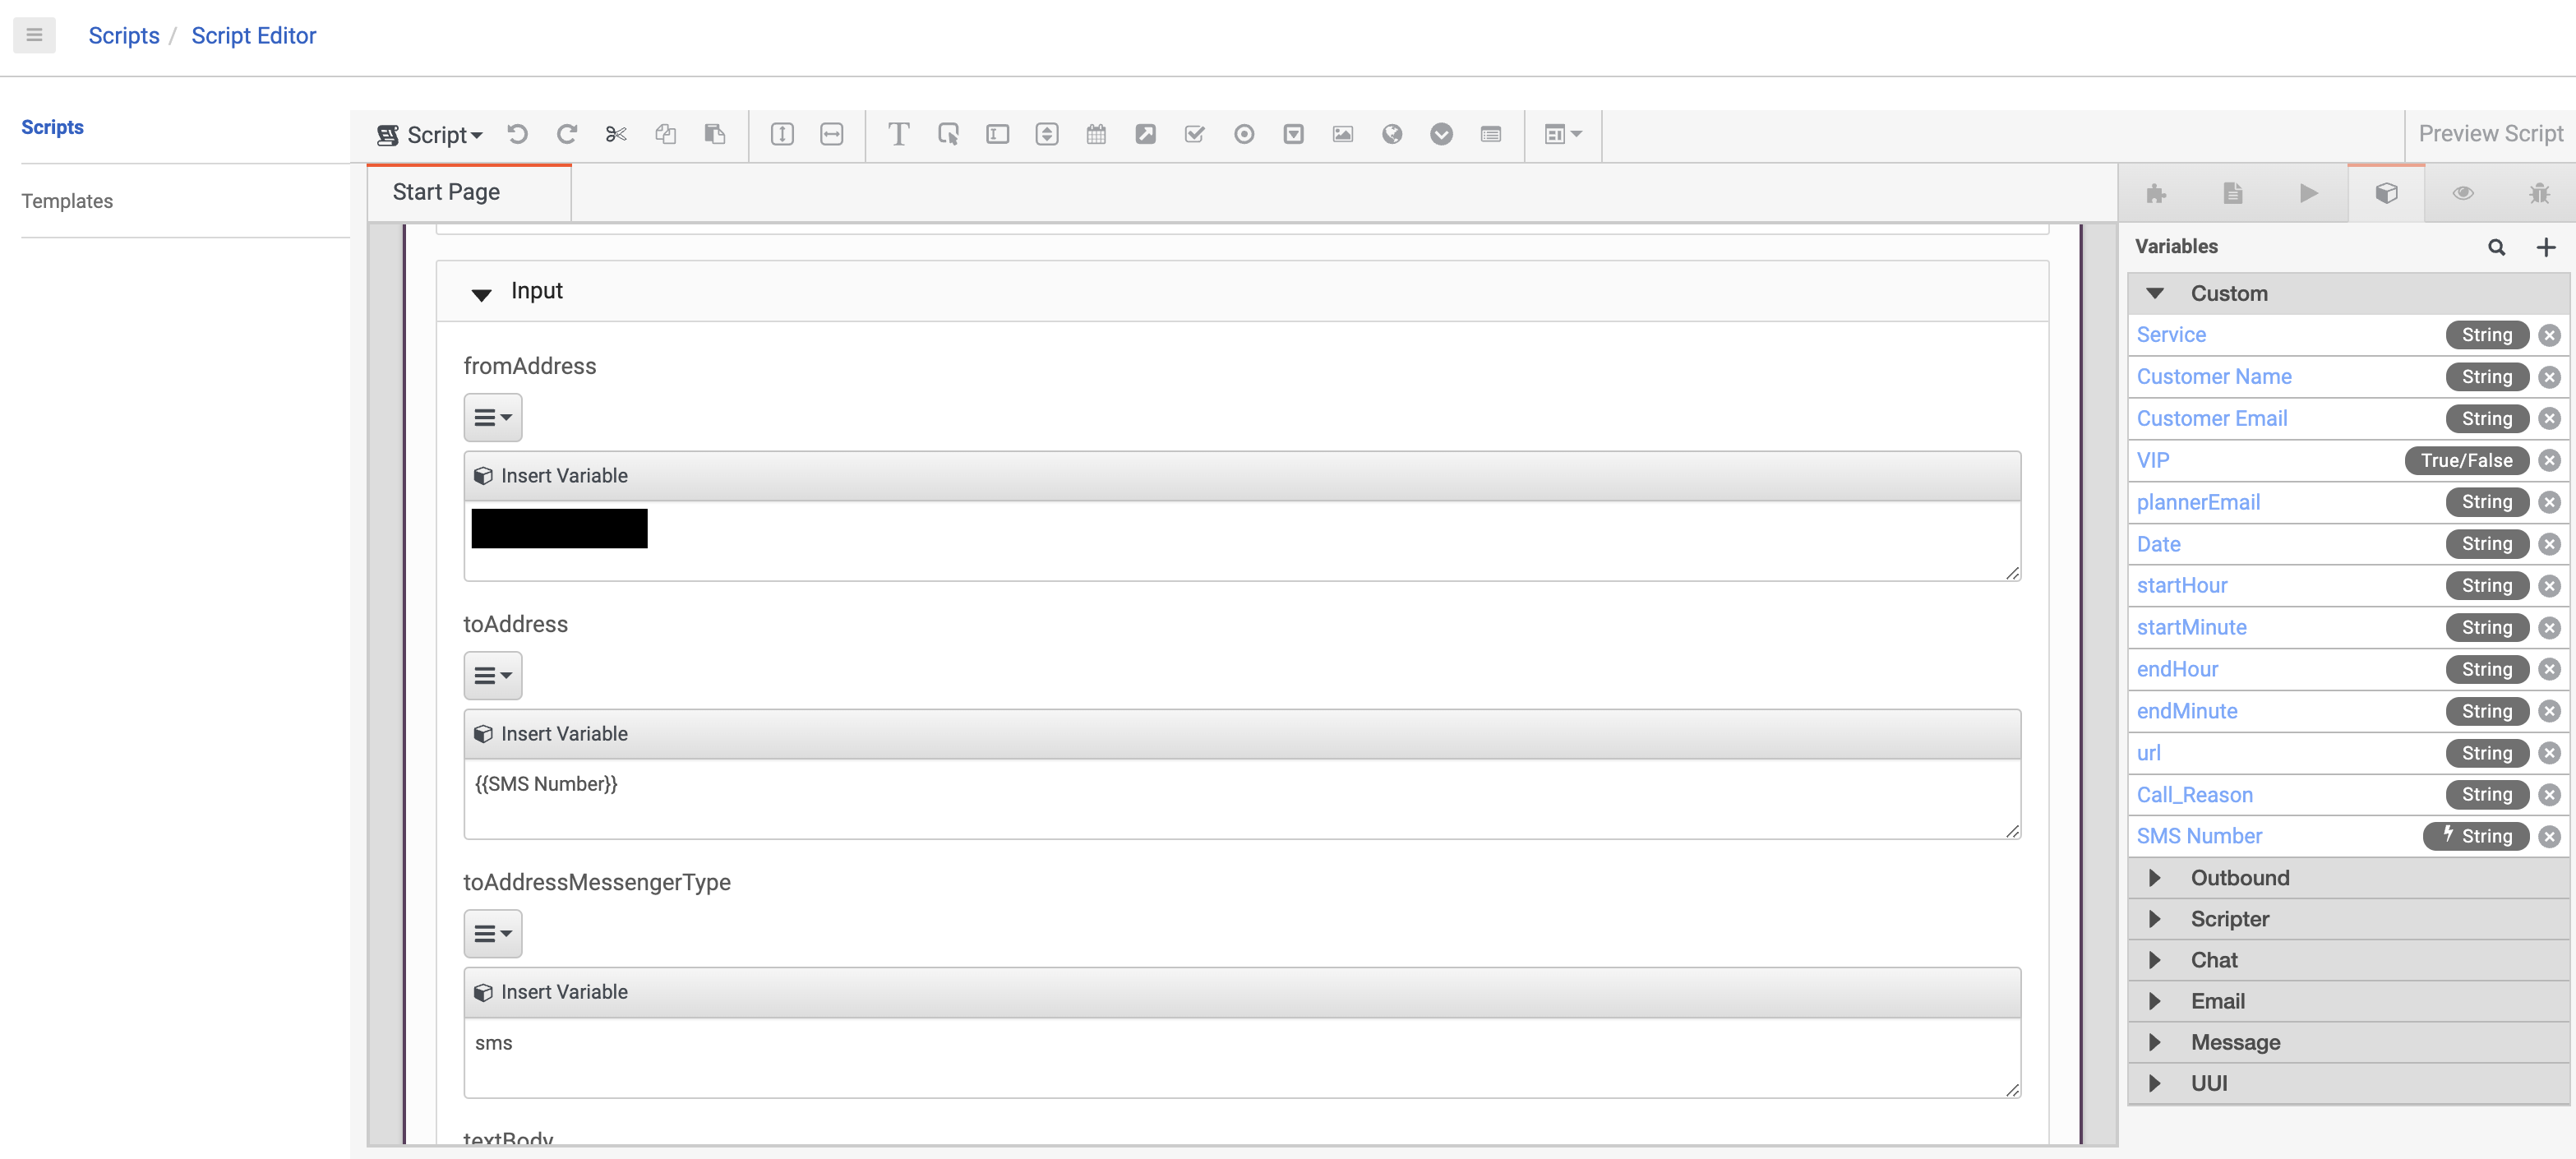 Scripts / Script Editor
Scripts
Templates
Script
Preview Script
Start Page
Input
fromAddress
Insert Variable
toAddress
Insert Variable
{{SMS Number}}
toAddressMessengerType
Insert Variable
sms
textBody
Variables
Custom
Service String
Customer Name String
Customer Email String
VIP True/False
plannerEmail String
Date String
startHour String
startMinute String
endHour String
endMinute String
url String
Call_Reason String
SMS Number String
Outbound
Scripter
Chat
Email
Message
UUI